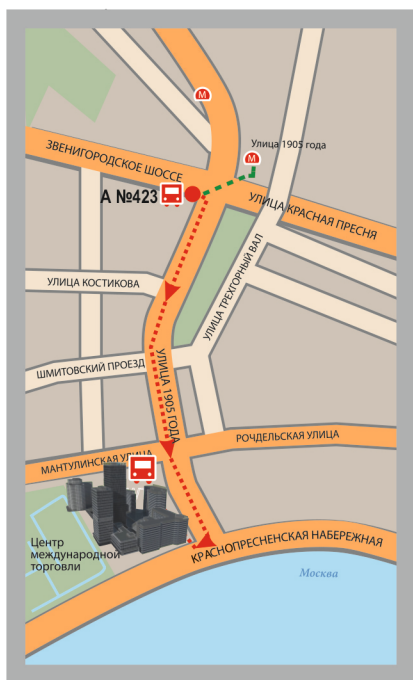 М
Улица 1905 года
М
ЗВЕНИГОРОДСКОЕ ШОССЕ
А №423
УЛИЦА КРАСНАЯ ПРЕСНЯ
УЛИЦА ТРЕХГОРНЫЙ ВАЛ
УЛИЦА КОСТИКОВА
ШМИТОВСКИЙ ПРОЕЗД
УЛИЦА 1905 ГОДА
РОЧДЕЛЬСКАЯ УЛИЦА
МАНТУЛИНСКАЯ УЛИЦА
Центр
международной
торговли
КРАСНОПРЕСНЕНСКАЯ НАБЕРЕЖНАЯ
Москва